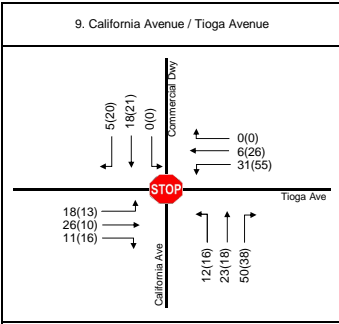 9. California Avenue / Tioga Avenue
Commercial Dwy
5(20)
18(21)
0(0)
0(0)
6(26)
31(55)
STOP
Tioga Ave
18(13)
26(10)
11(16)
California Ave
12(16)
23(18)
50(38)